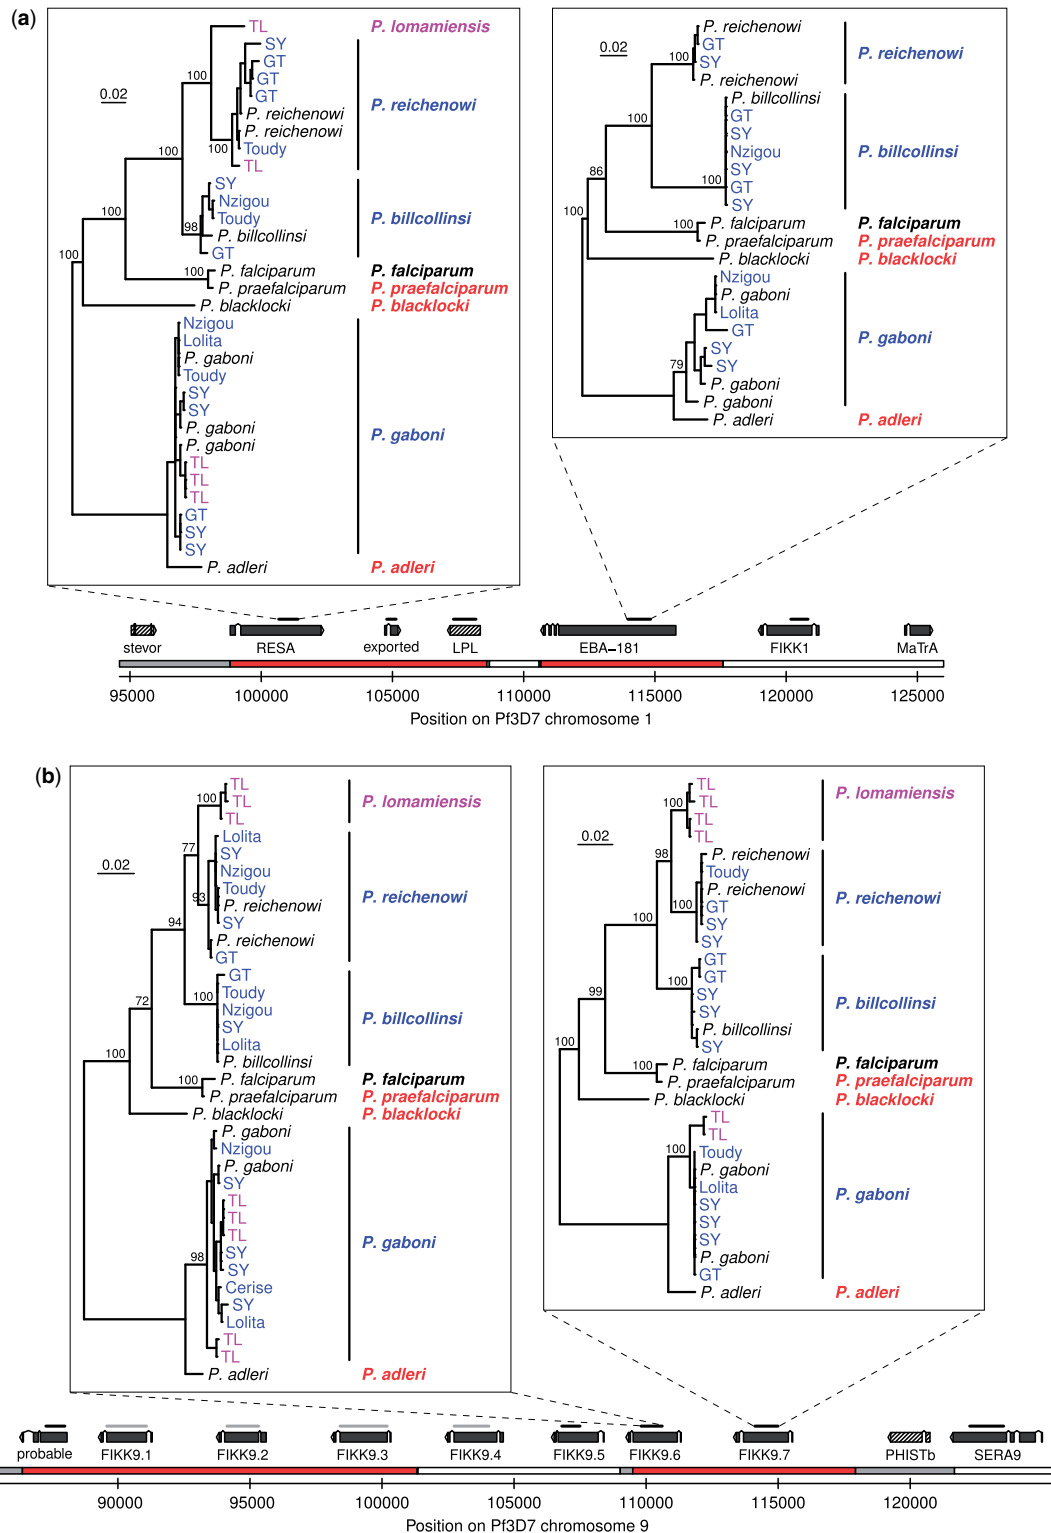 (a)
0.02
100
100
100
100
100
98
100
TL
SY
GT
GT
GT
P. reichenowi
P. reichenowi
Toudy
TL
SY
Nzigou
Toudy
P. billcollinsi
GT
P. falciparum
P. praefalciparum
P. blacklocki
Nzigou
Lolita
P. gaboni
Toudy
SY
SY
P. gaboni
P. gaboni
TL
TL
TL
GT
SY
SY
P. adleri
P. lomamiensis
P. reichenowi
P. billcollinsi
P. falciparum
P. praefalciparum
P. blacklocki
P. gaboni
P. adleri
0.02
100
100
100
86
100
100
79
P. reichenowi
GT
SY
P. reichenowi
P. billcollinsi
GT
SY
Nzigou
SY
GT
SY
P. falciparum
P. praefalciparum
P. blacklocki
Nzigou
P. gaboni
Lolita
GT
SY
SY
P. gaboni
P. gaboni
P. adleri
P. reichenowi
P. billcollinsi
P. falciparum
P. praefalciparum
P. blacklocki
P. gaboni
P. adleri
stevor RESA exported LPL EBA–181 FIKK1 MaTrA
95000 100000 105000 110000 115000 120000 125000
Position on Pf3D7 chromosome 1
(b)
0.02
100
77
93
94
100
72
100
100
98
TL
TL
TL
Lolita
SY
Nzigou
Toudy
P. reichenowi
SY
P. reichenowi
GT
GT
Toudy
Nzigou
SY
Lolita
P. billcollinsi
P. falciparum
P. praefalciparum
P. blacklocki
P. gaboni
Nzigou
P. gaboni
SY
TL
TL
TL
SY
SY
Cerise
SY
Lolita
TL
TL
P. adleri
P. lomamiensis
P. reichenowi
P. billcollinsi
P. falciparum
P. praefalciparum
P. blacklocki
P. gaboni
P. adleri
0.02
100
98
100
100
100
99
100
100
100
TL
TL
TL
TL
P. reichenowi
Toudy
P. reichenowi
GT
SY
SY
GT
GT
SY
SY
P. billcollinsi
SY
P. falciparum
P. praefalciparum
P. blacklocki
TL
TL
Toudy
P. gaboni
Lolita
SY
SY
SY
P. gaboni
GT
P. adleri
P. lomamiensis
P. reichenowi
P. billcollinsi
P. falciparum
P. praefalciparum
P. blacklocki
P. gaboni
P. adleri
probable FIKK9.1 FIKK9.2 FIKK9.3 FIKK9.4 FIKK9.5 FIKK9.6 FIKK9.7 PHISTb SERA9
90000 95000 100000 105000 110000 115000 120000
Position on Pf3D7 chromosome 9